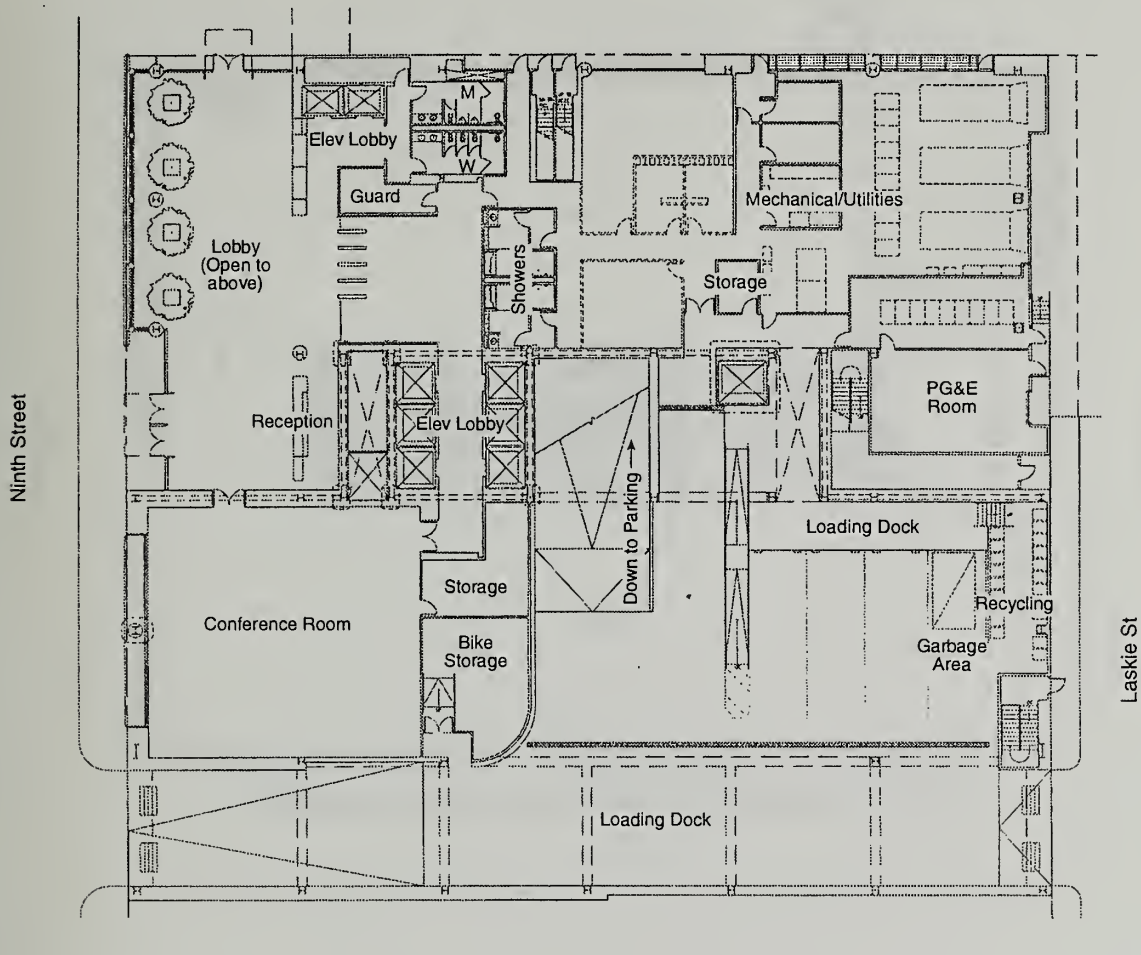 M
Elev Lobby
W
Guard
Mechanical/Utilities
Lobby
(Open to
above)
Showers
Storage
Ninth Street
Reception
Elev Lobby
PG&E
Room
Down to Parking
Loading Dock
Storage
Recycling
Conference Room
Bike
Storage
Garbage
Area
Laskie St
Loading Dock